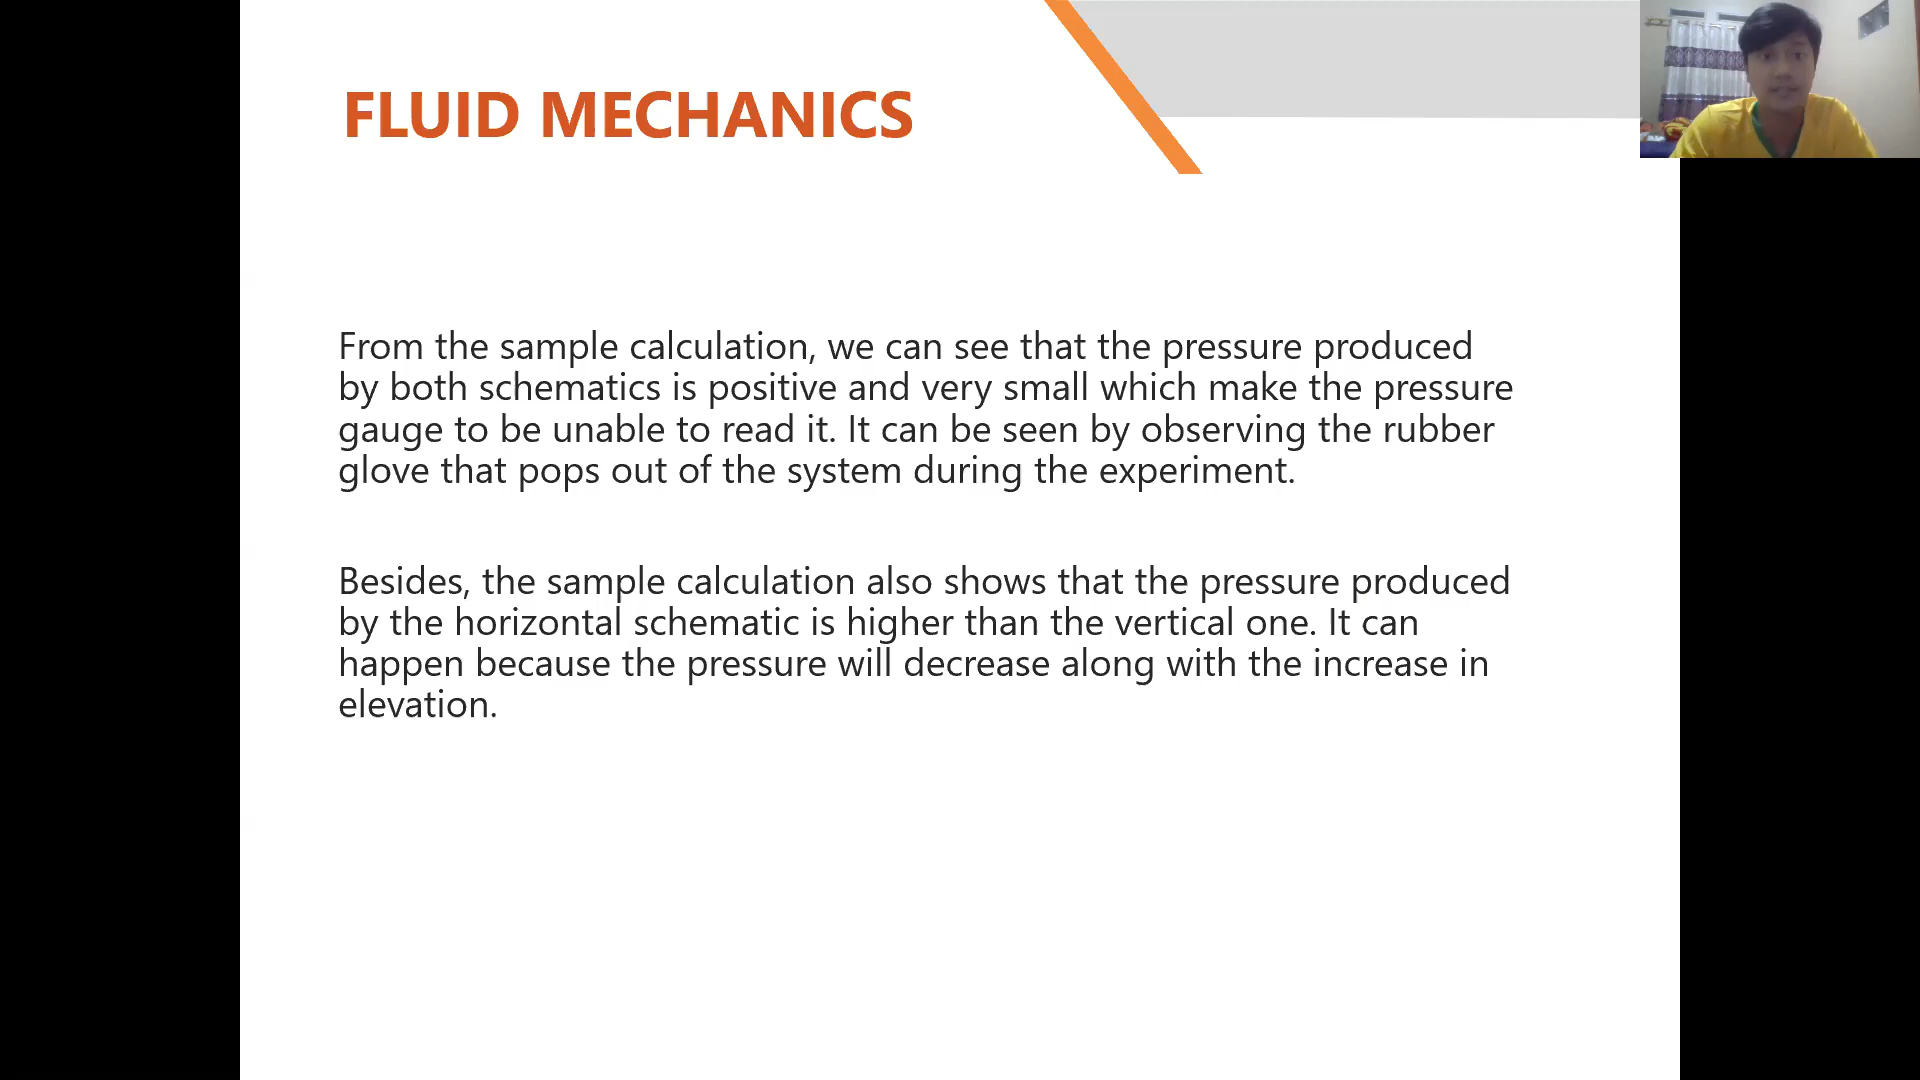 FLUID MECHANICS
From the sample calculation, we can see that the pressure produced
by both schematics is positive and very small which make the pressure
gauge to be unable to read it. It can be seen by observing the rubber
glove that pops out of the system during the experiment.
Besides, the sample calculation also shows that the pressure produced
by the horizontal schematic is higher than the vertical one. It can
happen because the pressure will decrease along with the increase in
elevation.